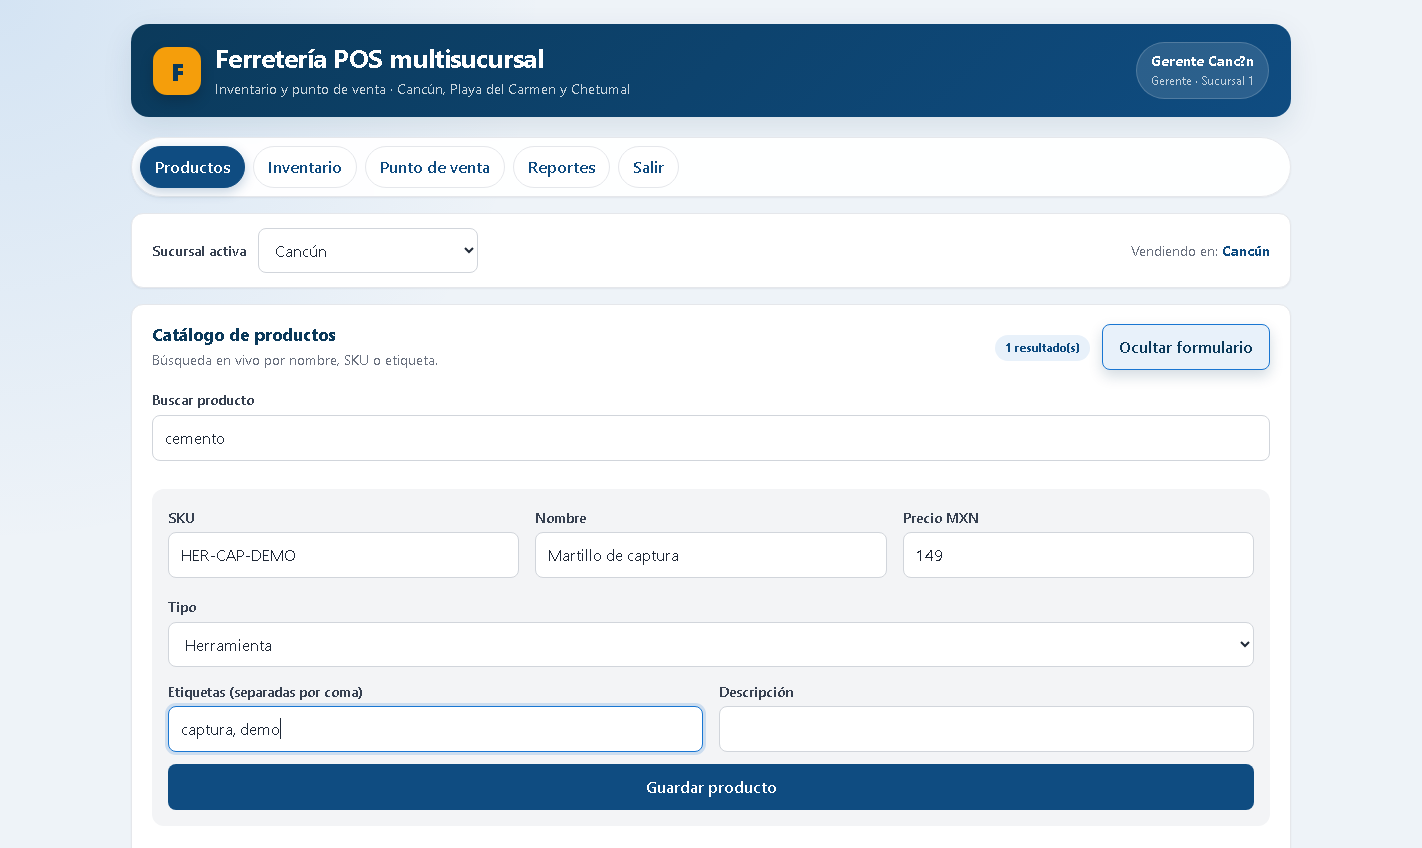 F
Ferretería POS multisucursal
Inventario y punto de venta · Cancún, Playa del Carmen y Chetumal
Gerente Canc?n
Gerente · Sucursal 1
Productos
Inventario
Punto de venta
Reportes
Salir
Sucursal activa
Cancún
Vendiendo en: Cancún
Catálogo de productos
Búsqueda en vivo por nombre, SKU o etiqueta.
1 resultado(s)
Ocultar formulario
Buscar producto
cemento
SKU
Nombre
Precio MXN
HER-CAP-DEMO
Martillo de captura
149
Tipo
Herramienta
Etiquetas (separadas por coma)
Descripción
captura, demo
Guardar producto